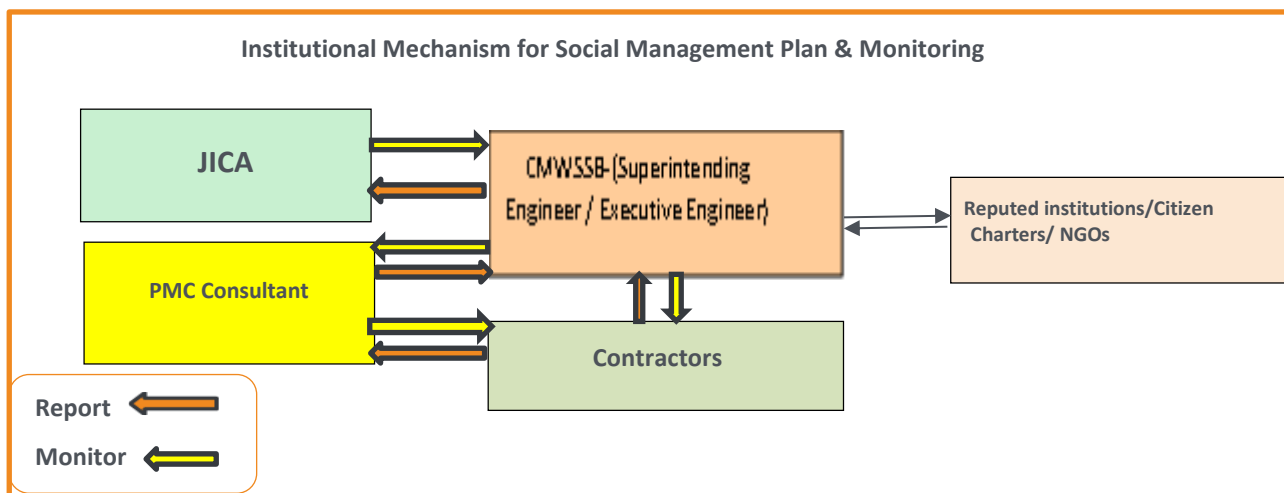 Institutional Mechanism for Social Management Plan & Monitoring
JICA
CMWSSB-(Superintending
Engineer / Executive Engineer)
Reputed institutions/Citizen
Charters/ NGOs
PMC Consultant
Contractors
Report
Monitor